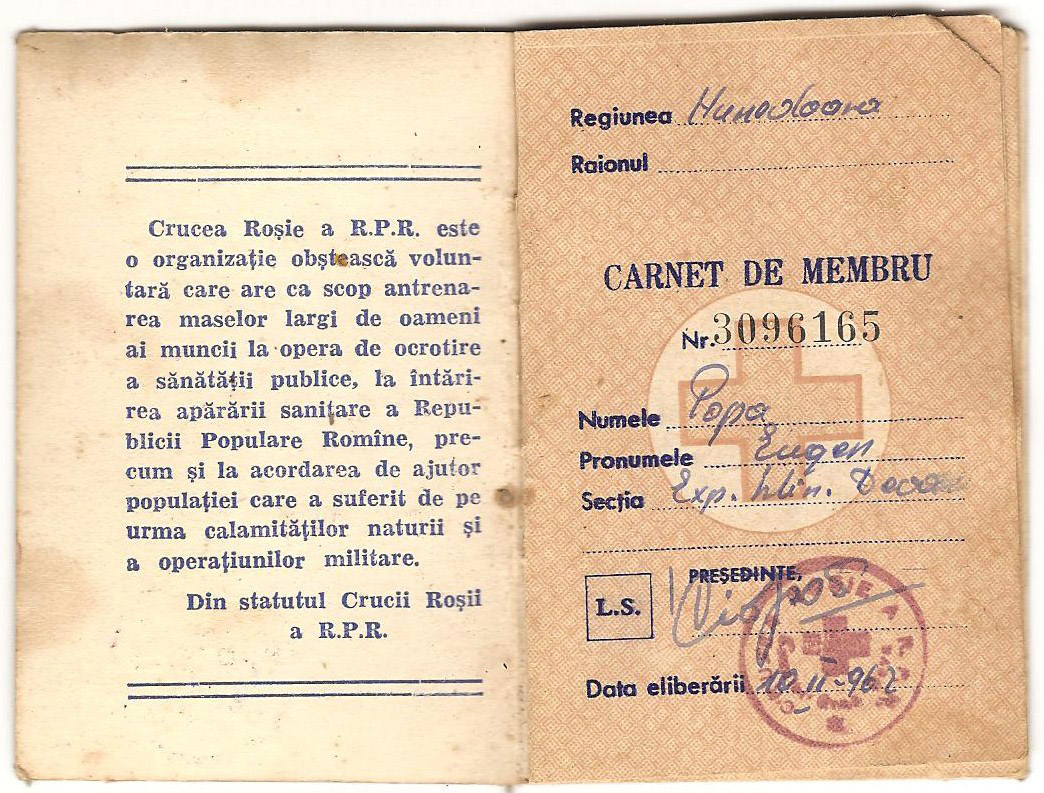 Crucea Roșie a R.P.R. este
o organizație obștească volun-
tară care are ca scop antrena-
rea maselor largi de oameni
ai muncii la opera de ocrotire
a sănătății publice, la întări-
rea apărării sanitare a Repu-
blicii Populare Romîne, pre-
cum și la acordarea de ajutor
populației care a suferit de pe
urma calamităților naturii și
a operațiunilor militare.
Din statutul Crucii Roșii
a R.P.R.
Regiunea Hunedoara
Raionul
CARNET DE MEMBRU
Nr. 3096165
Numele Popa
Pronumele Eugen
Secția Exp. Min.
PREȘEDINTE,
L.S.
Data eliberării 10 II-962